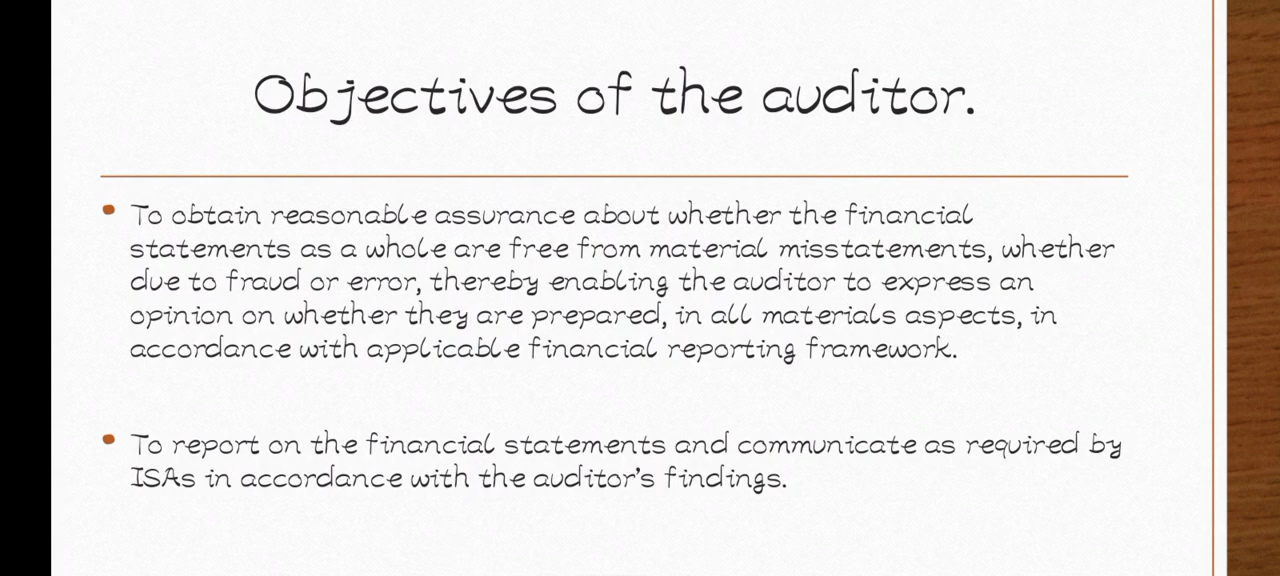 Objectives of the auditor.
• To obtain reasonable assurance about whether the financial
statements as a whole are free from material misstatements, whether
due to fraud or error, thereby enabling the auditor to express an
opinion on whether they are prepared, in all materials aspects, in
accordance with applicable financial reporting framework.
• To report on the financial statements and communicate as required by
ISAs in accordance with the auditor's findings.